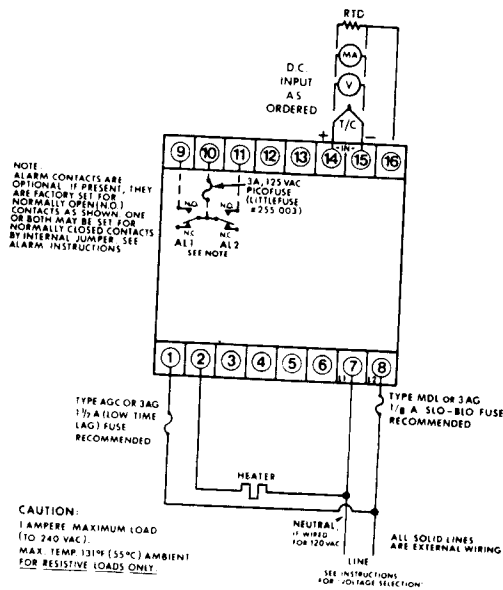 RTD
MA
D.C.
INPUT
AS
ORDERED
V
T/C
+ IN -
9 10 11 12 13 14 15 16
NOTE
ALARM CONTACTS ARE
OPTIONAL. IF PRESENT, THEY
ARE FACTORY SET FOR
NORMALLY OPEN (N.O.)
CONTACTS AS SHOWN. ONE
OR BOTH MAY BE SET FOR
NORMALLY CLOSED CONTACTS
BY INTERNAL JUMPER. SEE
ALARM INSTRUCTIONS
3A, 125 VAC
PICOFUSE
(LITTLEFUSE
#255 003)
N.O. N.O.
N.C. N.C.
AL1 AL2
SEE NOTE
1 2 3 4 5 6 7 8
L1 L2
TYPE AGC OR 3AG
1 1/2 A (LOW TIME
LAG) FUSE
RECOMMENDED
TYPE MDL OR 3AG
1/8 A SLO-BLO FUSE
RECOMMENDED
HEATER
CAUTION:
1 AMPERE MAXIMUM LOAD
(TO 240 VAC).
MAX. TEMP. 131°F (55°C) AMBIENT
FOR RESISTIVE LOADS ONLY.
NEUTRAL,
IF WIRED
FOR 120 VAC
LINE
SEE INSTRUCTIONS
FOR "VOLTAGE SELECTION"
ALL SOLID LINES
ARE EXTERNAL WIRING